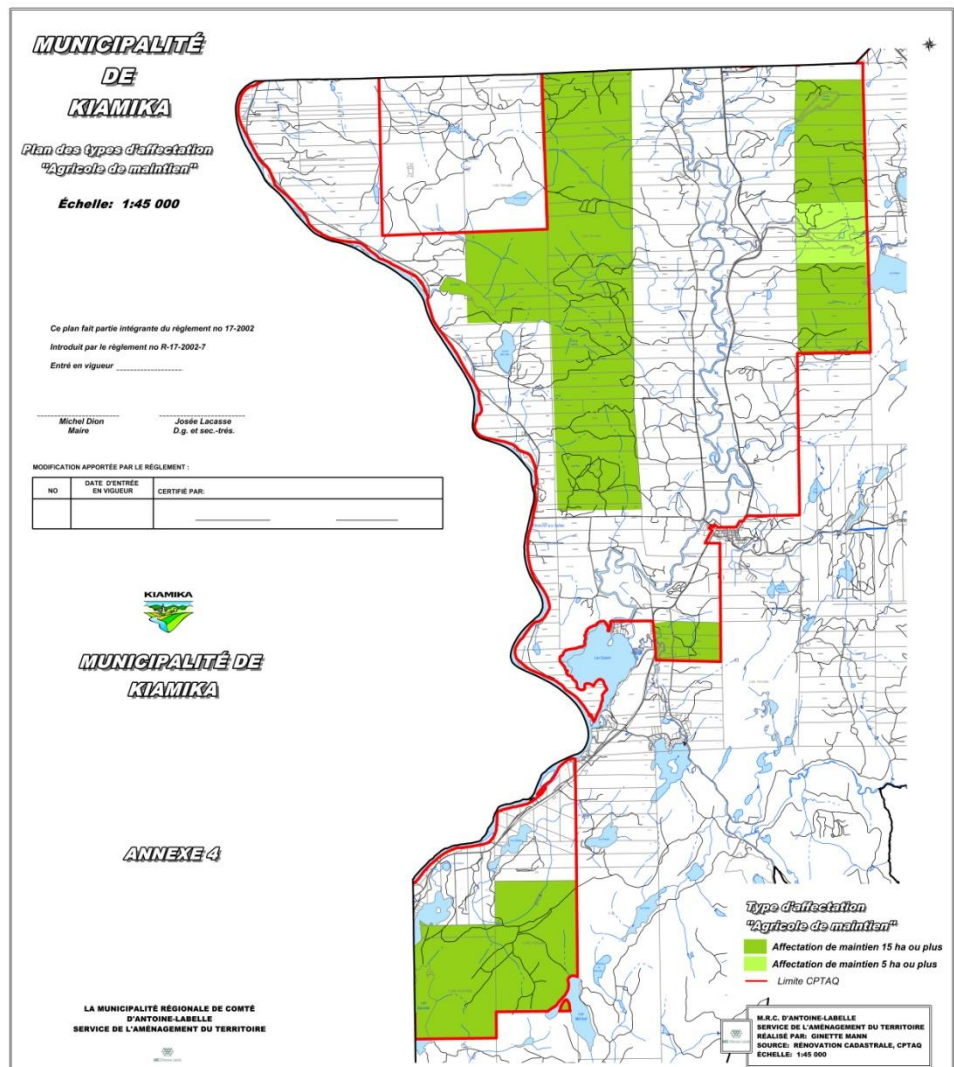 MUNICIPALITÉ
DE
KIAMIKA
Plan des types d'affectation
"Agricole de maintien"
Échelle: 1:45 000
Ce plan fait partie intégrante du règlement no 17-2002
Introduit par le règlement no R-17-2002-7
Entré en vigueur ____________________
Michel Dion
Maire
Josée Lacasse
D.g. et sec.-trés.
MODIFICATION APPORTÉE PAR LE RÈGLEMENT :
NO
DATE D'ENTRÉE
EN VIGUEUR
CERTIFIÉ PAR:
KIAMIKA
MUNICIPALITÉ DE
KIAMIKA
ANNEXE 4
LA MUNICIPALITÉ RÉGIONALE DE COMTÉ
D'ANTOINE-LABELLE
SERVICE DE L'AMÉNAGEMENT DU TERRITOIRE
Type d'affectation
"Agricole de maintien"
Affectation de maintien 15 ha ou plus
Affectation de maintien 5 ha ou plus
Limite CPTAQ
M.R.C. D'ANTOINE-LABELLE
SERVICE DE L'AMÉNAGEMENT DU TERRITOIRE
RÉALISÉ PAR: GINETTE MANN
SOURCE: RÉNOVATION CADASTRALE, CPTAQ
ÉCHELLE: 1:45 000